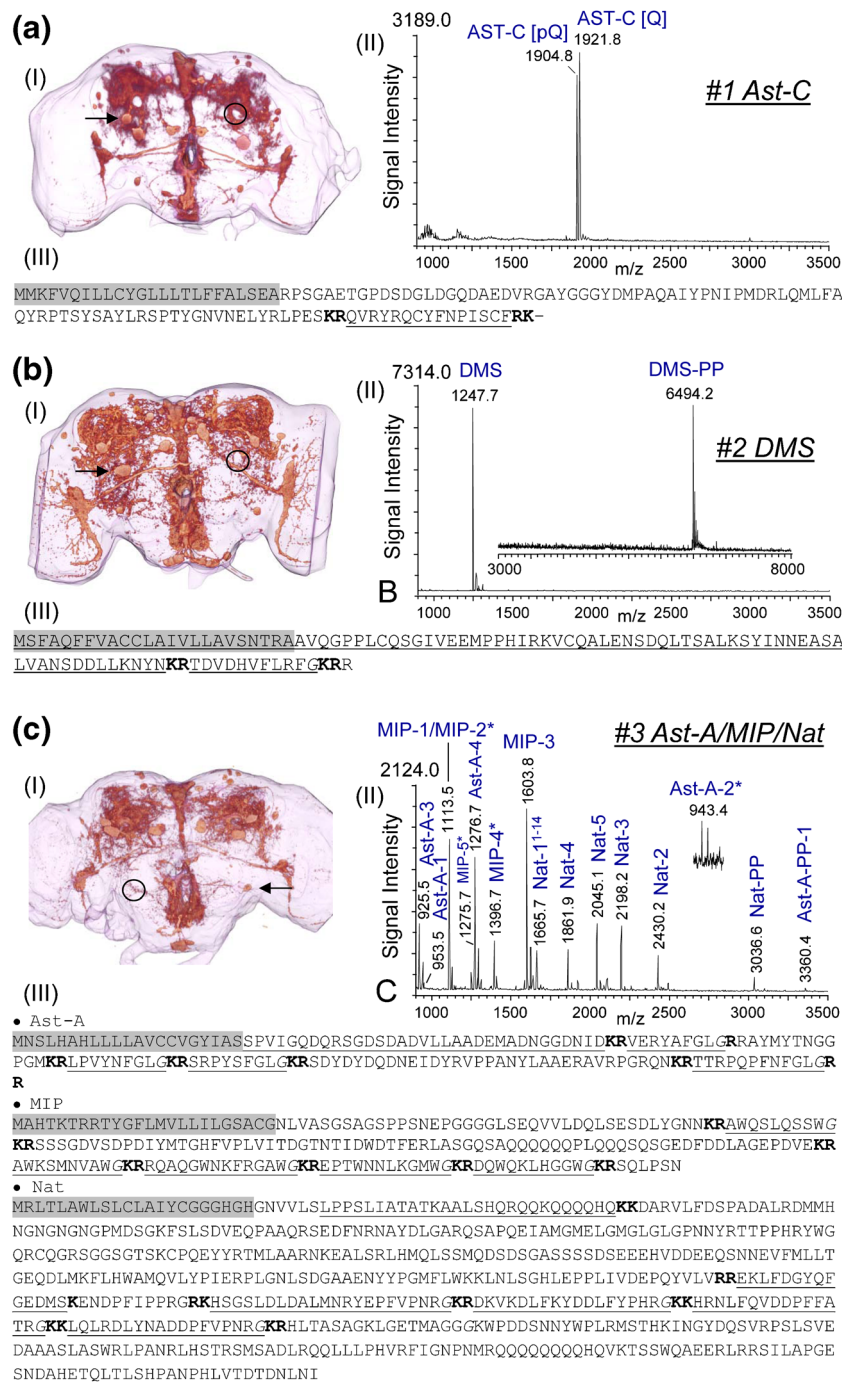 (a)
(I)
(II)
3189.0
AST-C [Q]
AST-C [pQ]
1921.8
1904.8
#1 Ast-C
Signal Intensity
1000 1500 2000 2500 3000 3500
m/z
(III)
MMKFVQILLCYGLLLTLFFALSEARPSGAETGPDSDGLDGQDAEDVRGAYGGGYDMPAQAIYPNIPMDRLQMLFA
QYRPTSYSAYLRSPTYGNVNELYRLPESKRQVRYRQCYFNPISCFRK–
(b)
(I)
(II)
7314.0
DMS
1247.7
DMS-PP
6494.2
#2 DMS
Signal Intensity
3000 8000
B
1000 1500 2000 2500 3000 3500
m/z
(III)
MSFAQFFVACCLAIVLLAVSNTRAAVQGPPLCQSGIVEEMPPHIRKVCQALENSDQLTSALKSYINNEASA
LVANSDDLLKNYNKRTDVDHVFLRFGKRR
(c)
(I)
(II)
2124.0
#3 Ast-A/MIP/Nat
MIP-1/MIP-2*
1113.5
Ast-A-3
925.5
Ast-A-1
953.5
MIP-5*
1275.7
Ast-A-4
1276.7
MIP-4*
1396.7
MIP-3
1603.8
Nat-1¹⁻¹⁴
1665.7
Nat-4
1861.9
Nat-5
2045.1
Nat-3
2198.2
Nat-2
2430.2
Ast-A-2*
943.4
Nat-PP
3036.6
Ast-A-PP-1
3360.4
Signal Intensity
C
1000 1500 2000 2500 3000 3500
m/z
(III)
• Ast-A
MNSLHAHLLLLAVCCVGYIASSPVIGQDQRSGDSDADVLLAADEMADNGGDNIDKRVERYAFGLGRRAYMYTNGG
PGMKRLPVYNFGLGKRSRPYSFGLGKRSDYDYDQDNEIDYRVPPANYLAAERAVRPGRQNKRTTRPQPFNFGLGR
R
• MIP
MAHTKTRRTYGFLMVLLILGSACGNLVASGSAGSPPSNEPGGGGLSEQVVLDQLSESDLYGNNKRAWQSLQSSWG
KRSSSGDVSDPDIYMTGHFVPLVITDGTNTIDWDTFERLASGQSAQQQQQQPLQQQSQSGEDFDDLAGEPDVEKR
AWKSMNVAWGKRRQAQGWNKFRGAWGKREPTWNNLKGMWGKRDQWQKLHGGWGKRSQLPSN
• Nat
MRLTLAWLSLCLAIYCGGGHGHGNVVLSLPPSLIATATKAALSHQRQQKQQQQHQKKDARVLFDSPADALRDMMH
NGNGNGNGPMDSGKFSLSDVEQPAAQRSEDFNRNAYDLGARQSAPQEIAMGMELGMGLGLGPNNYRTTPPHRYWG
QRCQGRSGGSGTSKCPQEYYRTMLAARNKEALSRLHMQLSSMQDSDSGASSSSDSEEEHVDDEEQSNNEVFMLLT
GEQDLMKFLHWAMQVLYPIERPLGNLSDGAAENYYPGMFLWKKLNLSGHLEPPLIVDEPQYVLVRREKLFDGYQF
GEDMSKENDPFIPPRGRKHSGSLDLDALMNRYEPFVPNRGKRDKVKDLFKYDDLFYPHRGKKHRNLFQVDDPFFA
TRGKKLQLRDLYNADDPFVPNRGKRHLTASAGKLGETMAGGGKWPDDSNNYWPLRMSTHKINGYDQSVRPSLSVE
DAAASLASWRLPANRLHSTRSMSADLRQQLLLPHVRFIGNPNMRQQQQQQQQHQVKTSSWQAEERLRRSILAPGE
SNDAHETQLTLSHPANPHLVTDTDNLNI